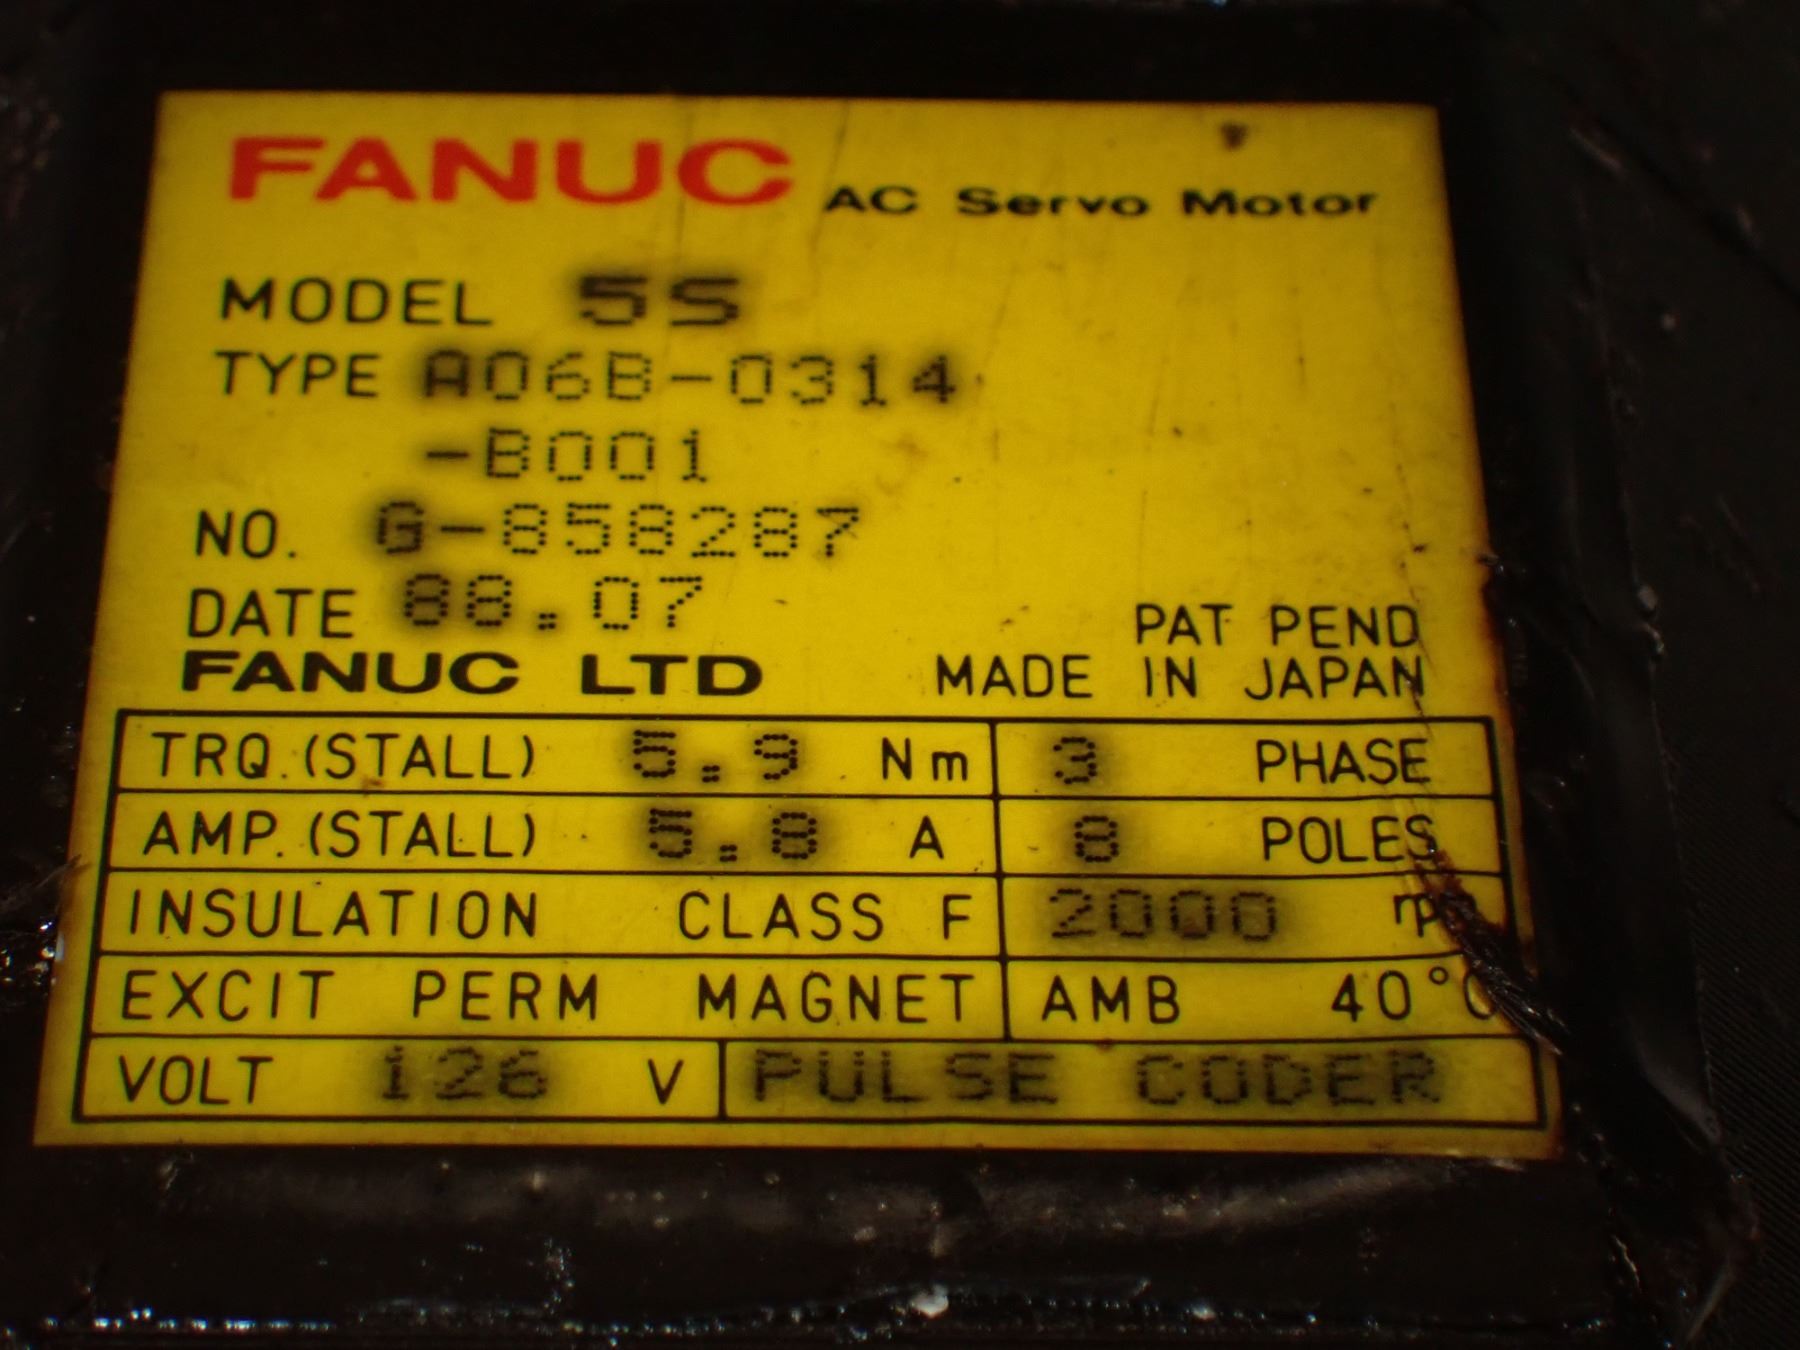 FANUC AC Servo Motor
MODEL 5S
TYPE A06B-0314
-B001
NO. G-858287
DATE 88.07
PAT PEND
FANUC LTD MADE IN JAPAN
TRQ.(STALL) 5.9 Nm 3 PHASE
AMP.(STALL) 5.8 A 8 POLES
INSULATION CLASS F 2000
EXCIT PERM MAGNET AMB 40°C
VOLT 126 V PULSE CODER